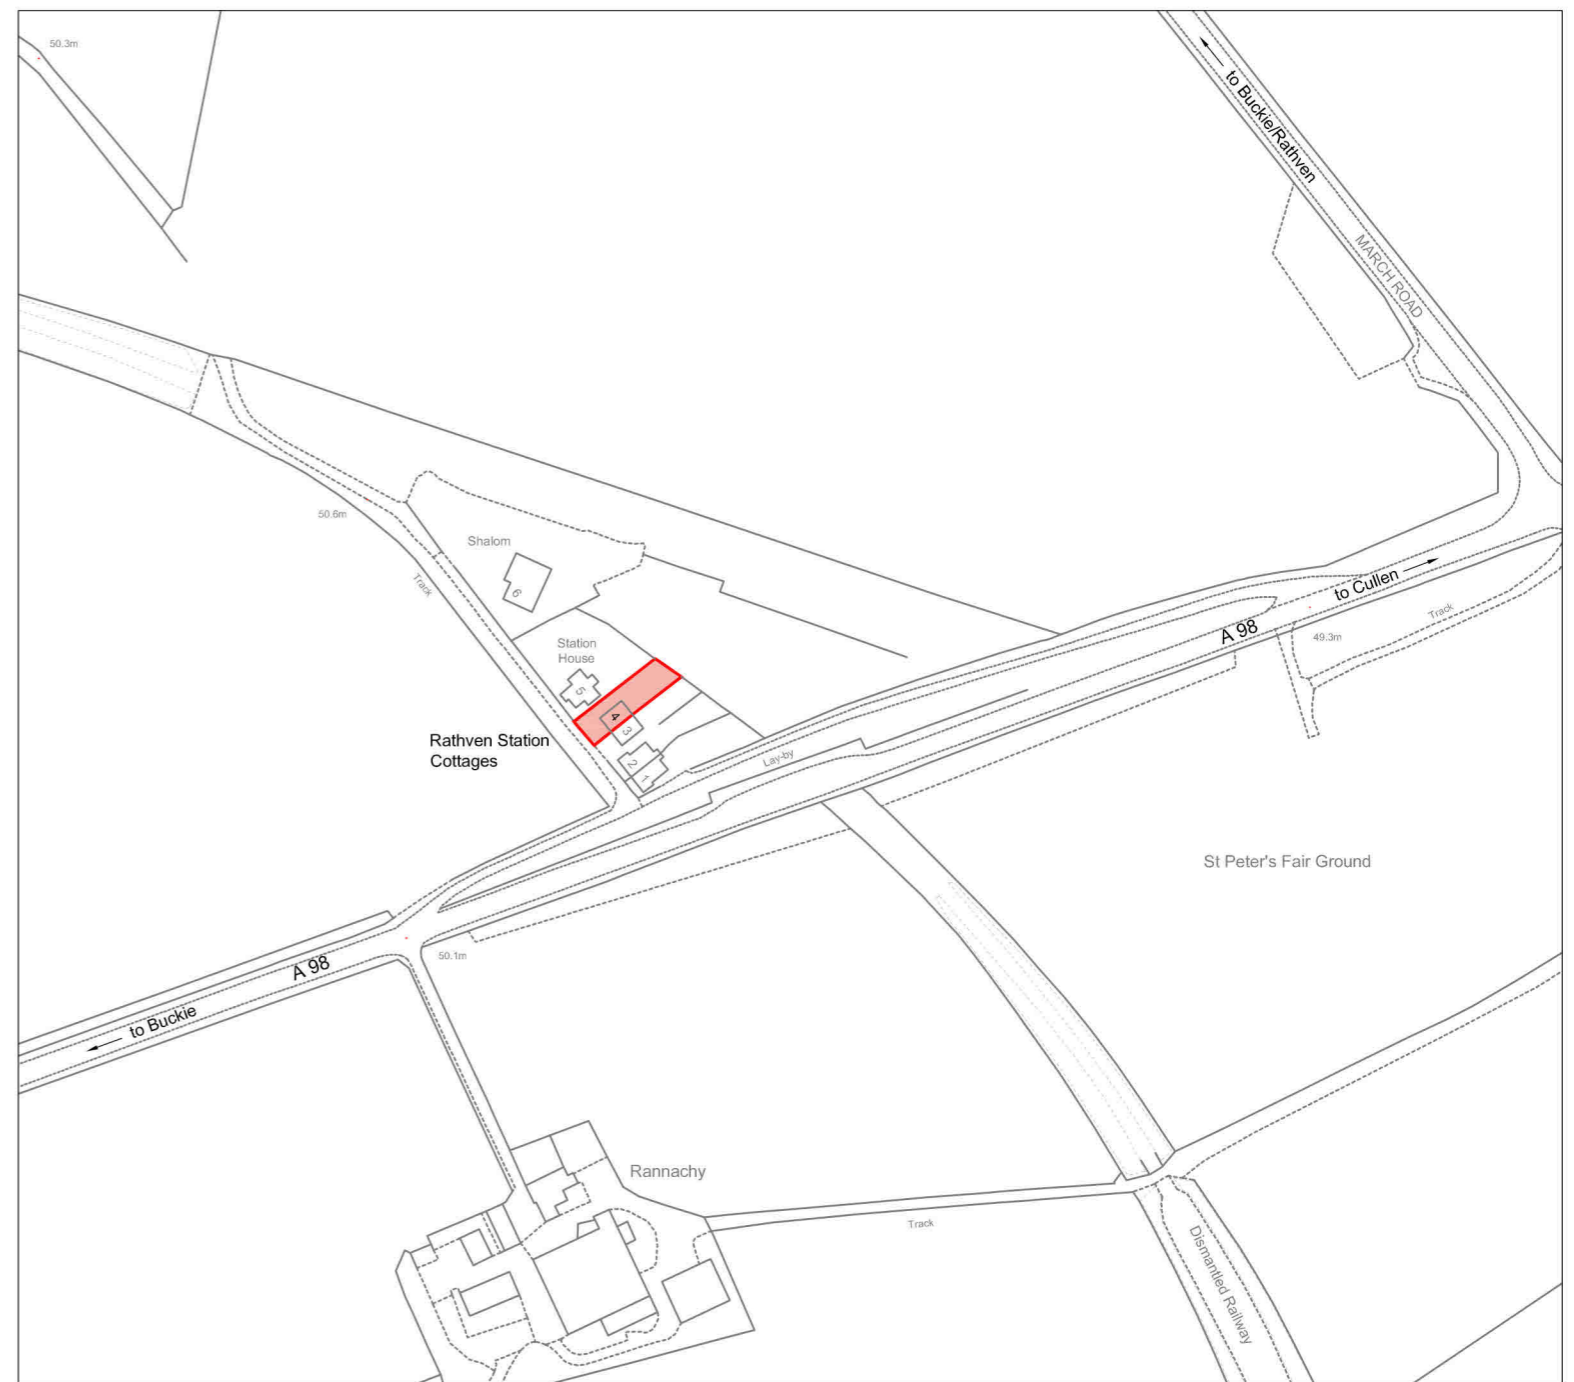 50.3m
to Buckie/Rathven
MARCH ROAD
50.6m
Shalom
6
Track
to Cullen
A 98
Track
49.3m
Station
House
5
4
3
Rathven Station
Cottages
2
1
Lay-by
St Peter's Fair Ground
50.1m
A 98
to Buckie
Rannachy
Track
Dismantled Railway